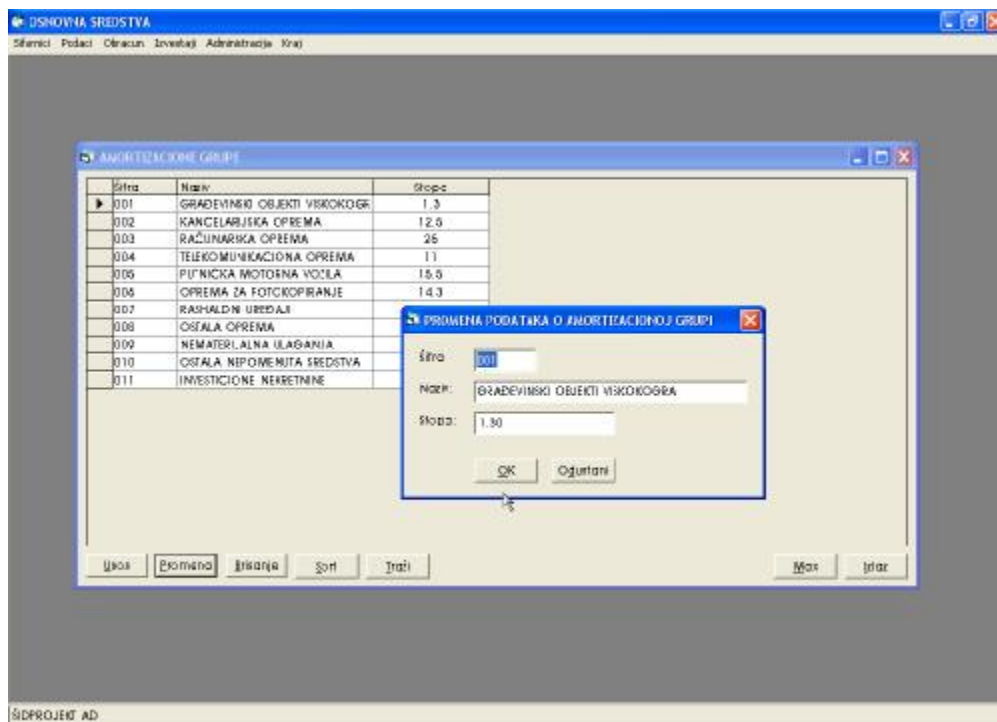 OSNOVNA SREDSTVA
Sifarnici Podaci Obracun Izvestaji Administracija Kraj
AMORTIZACIONE GRUPE
Šifra Naziv Stopa
001 GRAĐEVINSKI OBJEKTI VISKOKOGR 1.3
002 KANCELARIJSKA OPREMA 12.5
003 RAČUNARSKA OPREMA 25
004 TELEKOMUNIKACIONA OPREMA 11
005 PUTNIČKA MOTORNA VOZILA 15.5
006 OPREMA ZA FOTOKOPIRANJE 14.3
007 RASHALDNI UREĐAJI
008 OSTALA OPREMA
009 NEMATERIJALNA ULAGANJA
010 OSTALA NEPOMENUTA SREDSTVA
011 INVESTICIONE NEKRETNINE
PROMENA PODATAKA O AMORTIZACIONOJ GRUPI
Šifra 001
Naziv: GRAĐEVINSKI OBJEKTI VISKOKOGRA
Stopa: 1.30
OK Odustani
Unos Promena Brisanje Sort Traži Max Izlaz
ŠIDPROJEKT AD